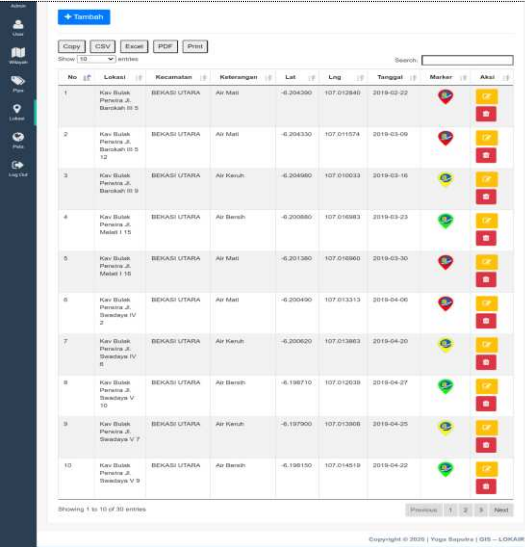 Admin
+ Tambah
User
Copy CSV Excel PDF Print
Show 10 entries
Search:
Wilayah
No Lokasi Kecamatan Keterangan Lat Lng Tanggal Marker Aksi
Pipa
1 Kav Bulak BEKASI UTARA Air Mati -6.204390 107.012840 2019-02-22
Perwira Jl.
Barokah III 5
Lokasi
2 Kav Bulak BEKASI UTARA Air Mati -6.204330 107.011574 2019-03-09
Perwira Jl.
Barokah III 5
12
Peta
3 Kav Bulak BEKASI UTARA Air Keruh -6.204980 107.010033 2019-03-16
Perwira Jl.
Barokah III 9
Log Out
4 Kav Bulak BEKASI UTARA Air Bersih -6.200880 107.016983 2019-03-23
Perwira Jl.
Melati I 15
5 Kav Bulak BEKASI UTARA Air Mati -6.201380 107.016960 2019-03-30
Perwira Jl.
Melati I 16
6 Kav Bulak BEKASI UTARA Air Mati -6.200490 107.013313 2019-04-06
Perwira Jl.
Swadaya IV
2
7 Kav Bulak BEKASI UTARA Air Keruh -6.200620 107.013863 2019-04-20
Perwira Jl.
Swadaya IV
6
8 Kav Bulak BEKASI UTARA Air Bersih -6.198710 107.012039 2019-04-27
Perwira Jl.
Swadaya V
10
9 Kav Bulak BEKASI UTARA Air Keruh -6.197900 107.013908 2019-04-25
Perwira Jl.
Swadaya V 7
10 Kav Bulak BEKASI UTARA Air Bersih -6.198150 107.014519 2019-04-22
Perwira Jl.
Swadaya V 9
Showing 1 to 10 of 30 entries
Previous 1 2 3 Next
Copyright © 2020 | Yoga Saputra | GIS – LOKAIR